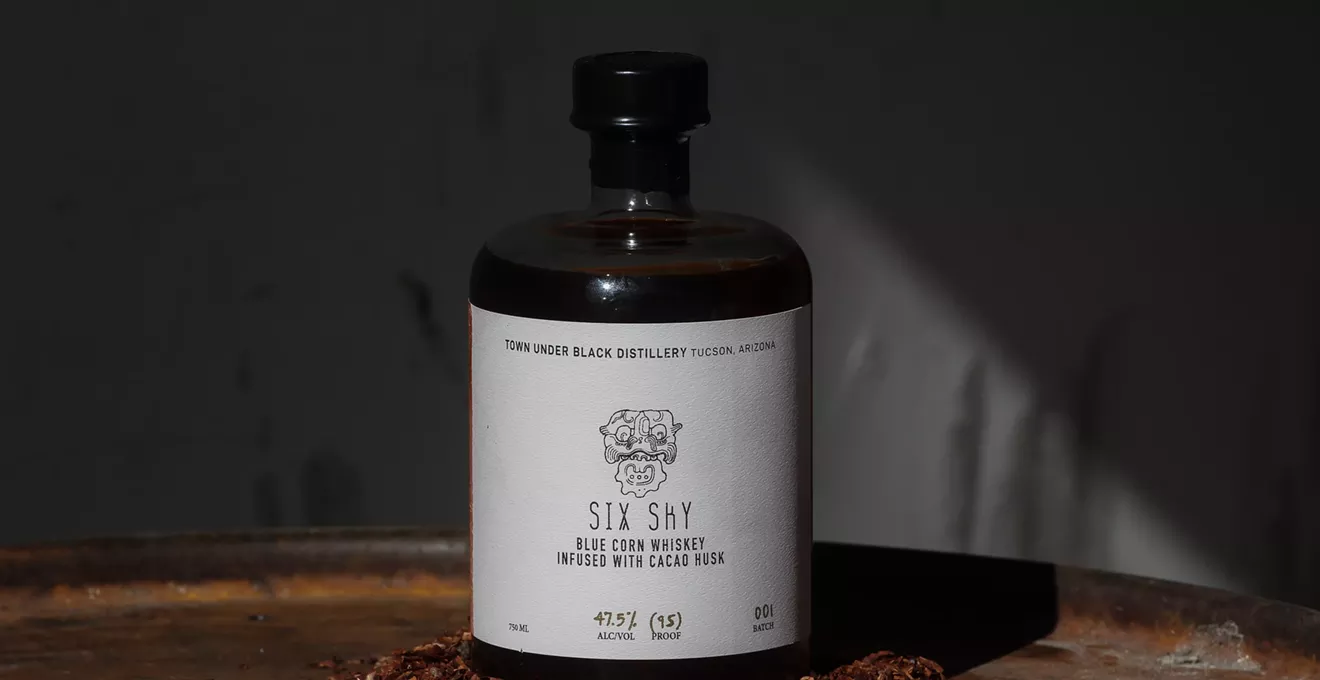 TOWN UNDER BLACK DISTILLERY TUCSON, ARIZONA
SIX SKY
BLUE CORN WHISKEY
INFUSED WITH CACAO HUSK
750 ML
47.5% (95) 001
ALC/VOL PROOF BATCH